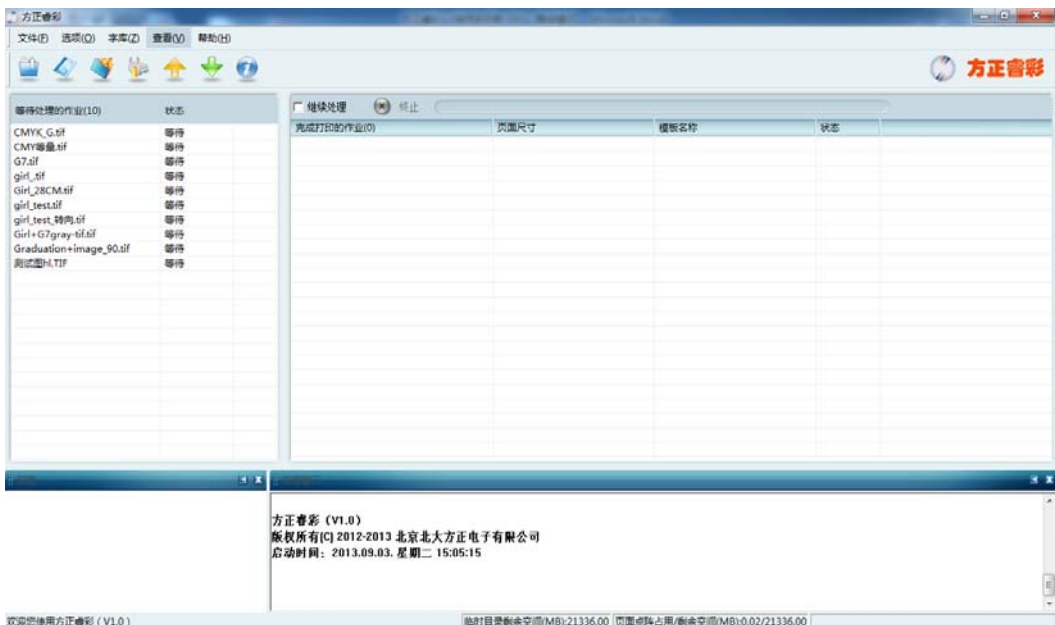 方正睿彩
文件(F) 选项(O) 字库(Z) 查看(V) 帮助(H)
方正睿彩
等待处理的作业(10) 状态
CMYK_G.tif 等待
CMY等量.tif 等待
G7.tif 等待
girl_.tif 等待
Girl_28CM.tif 等待
girl_test.tif 等待
girl_test_转向.tif 等待
Girl+G7gray-tif.tif 等待
Graduation+image_90.tif 等待
测试图hl.TIF 等待
继续处理 终止
完成打印的作业(0) 页面尺寸 模板名称 状态
方正睿彩（V1.0）
版权所有(C) 2012-2013 北京北大方正电子有限公司
启动时间：2013.09.03. 星期二 15:05:15
欢迎您使用方正睿彩（V1.0） 临时目录剩余空间(MB):21336.00 页面点阵占用/剩余空间(MB):0.02/21336.00